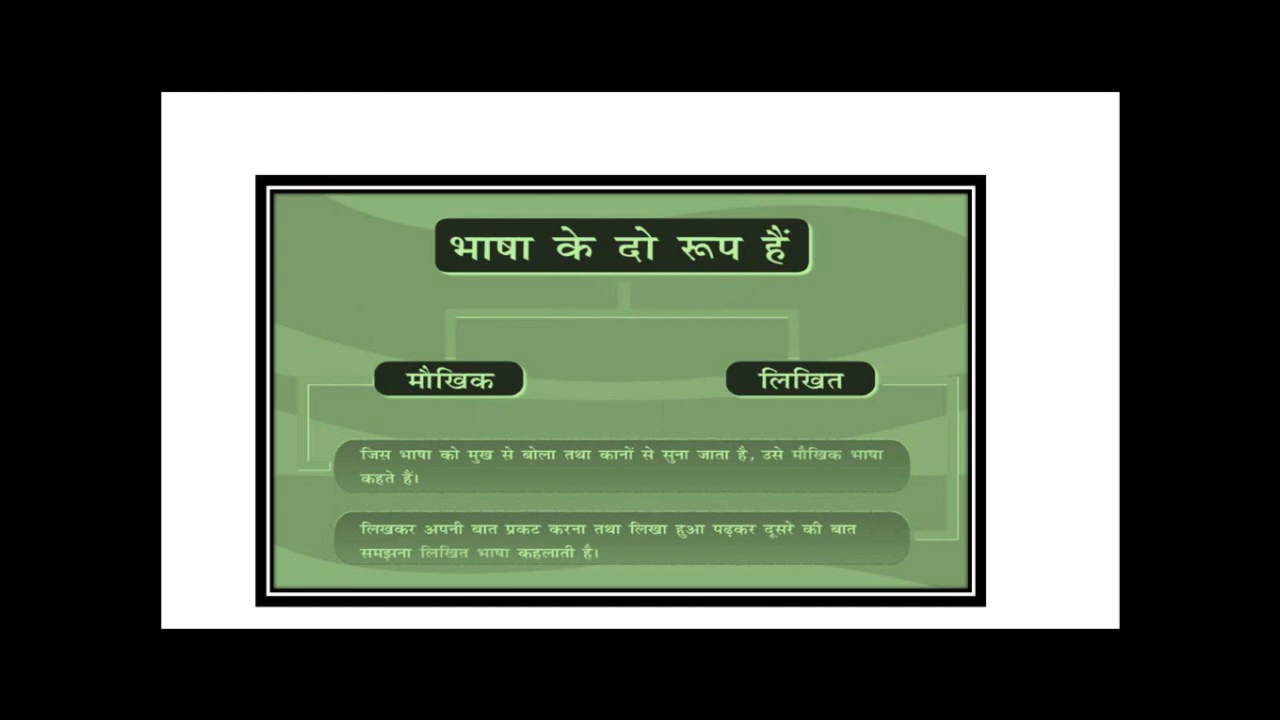 भाषा के दो रूप हैं
मौखिक
लिखित
जिस भाषा को मुख से बोला तथा कानों से सुना जाता है, उसे मौखिक भाषा
कहते हैं।
लिखकर अपनी बात प्रकट करना तथा लिखा हुआ पढ़कर दूसरे की बात
समझना लिखित भाषा कहलाती है।